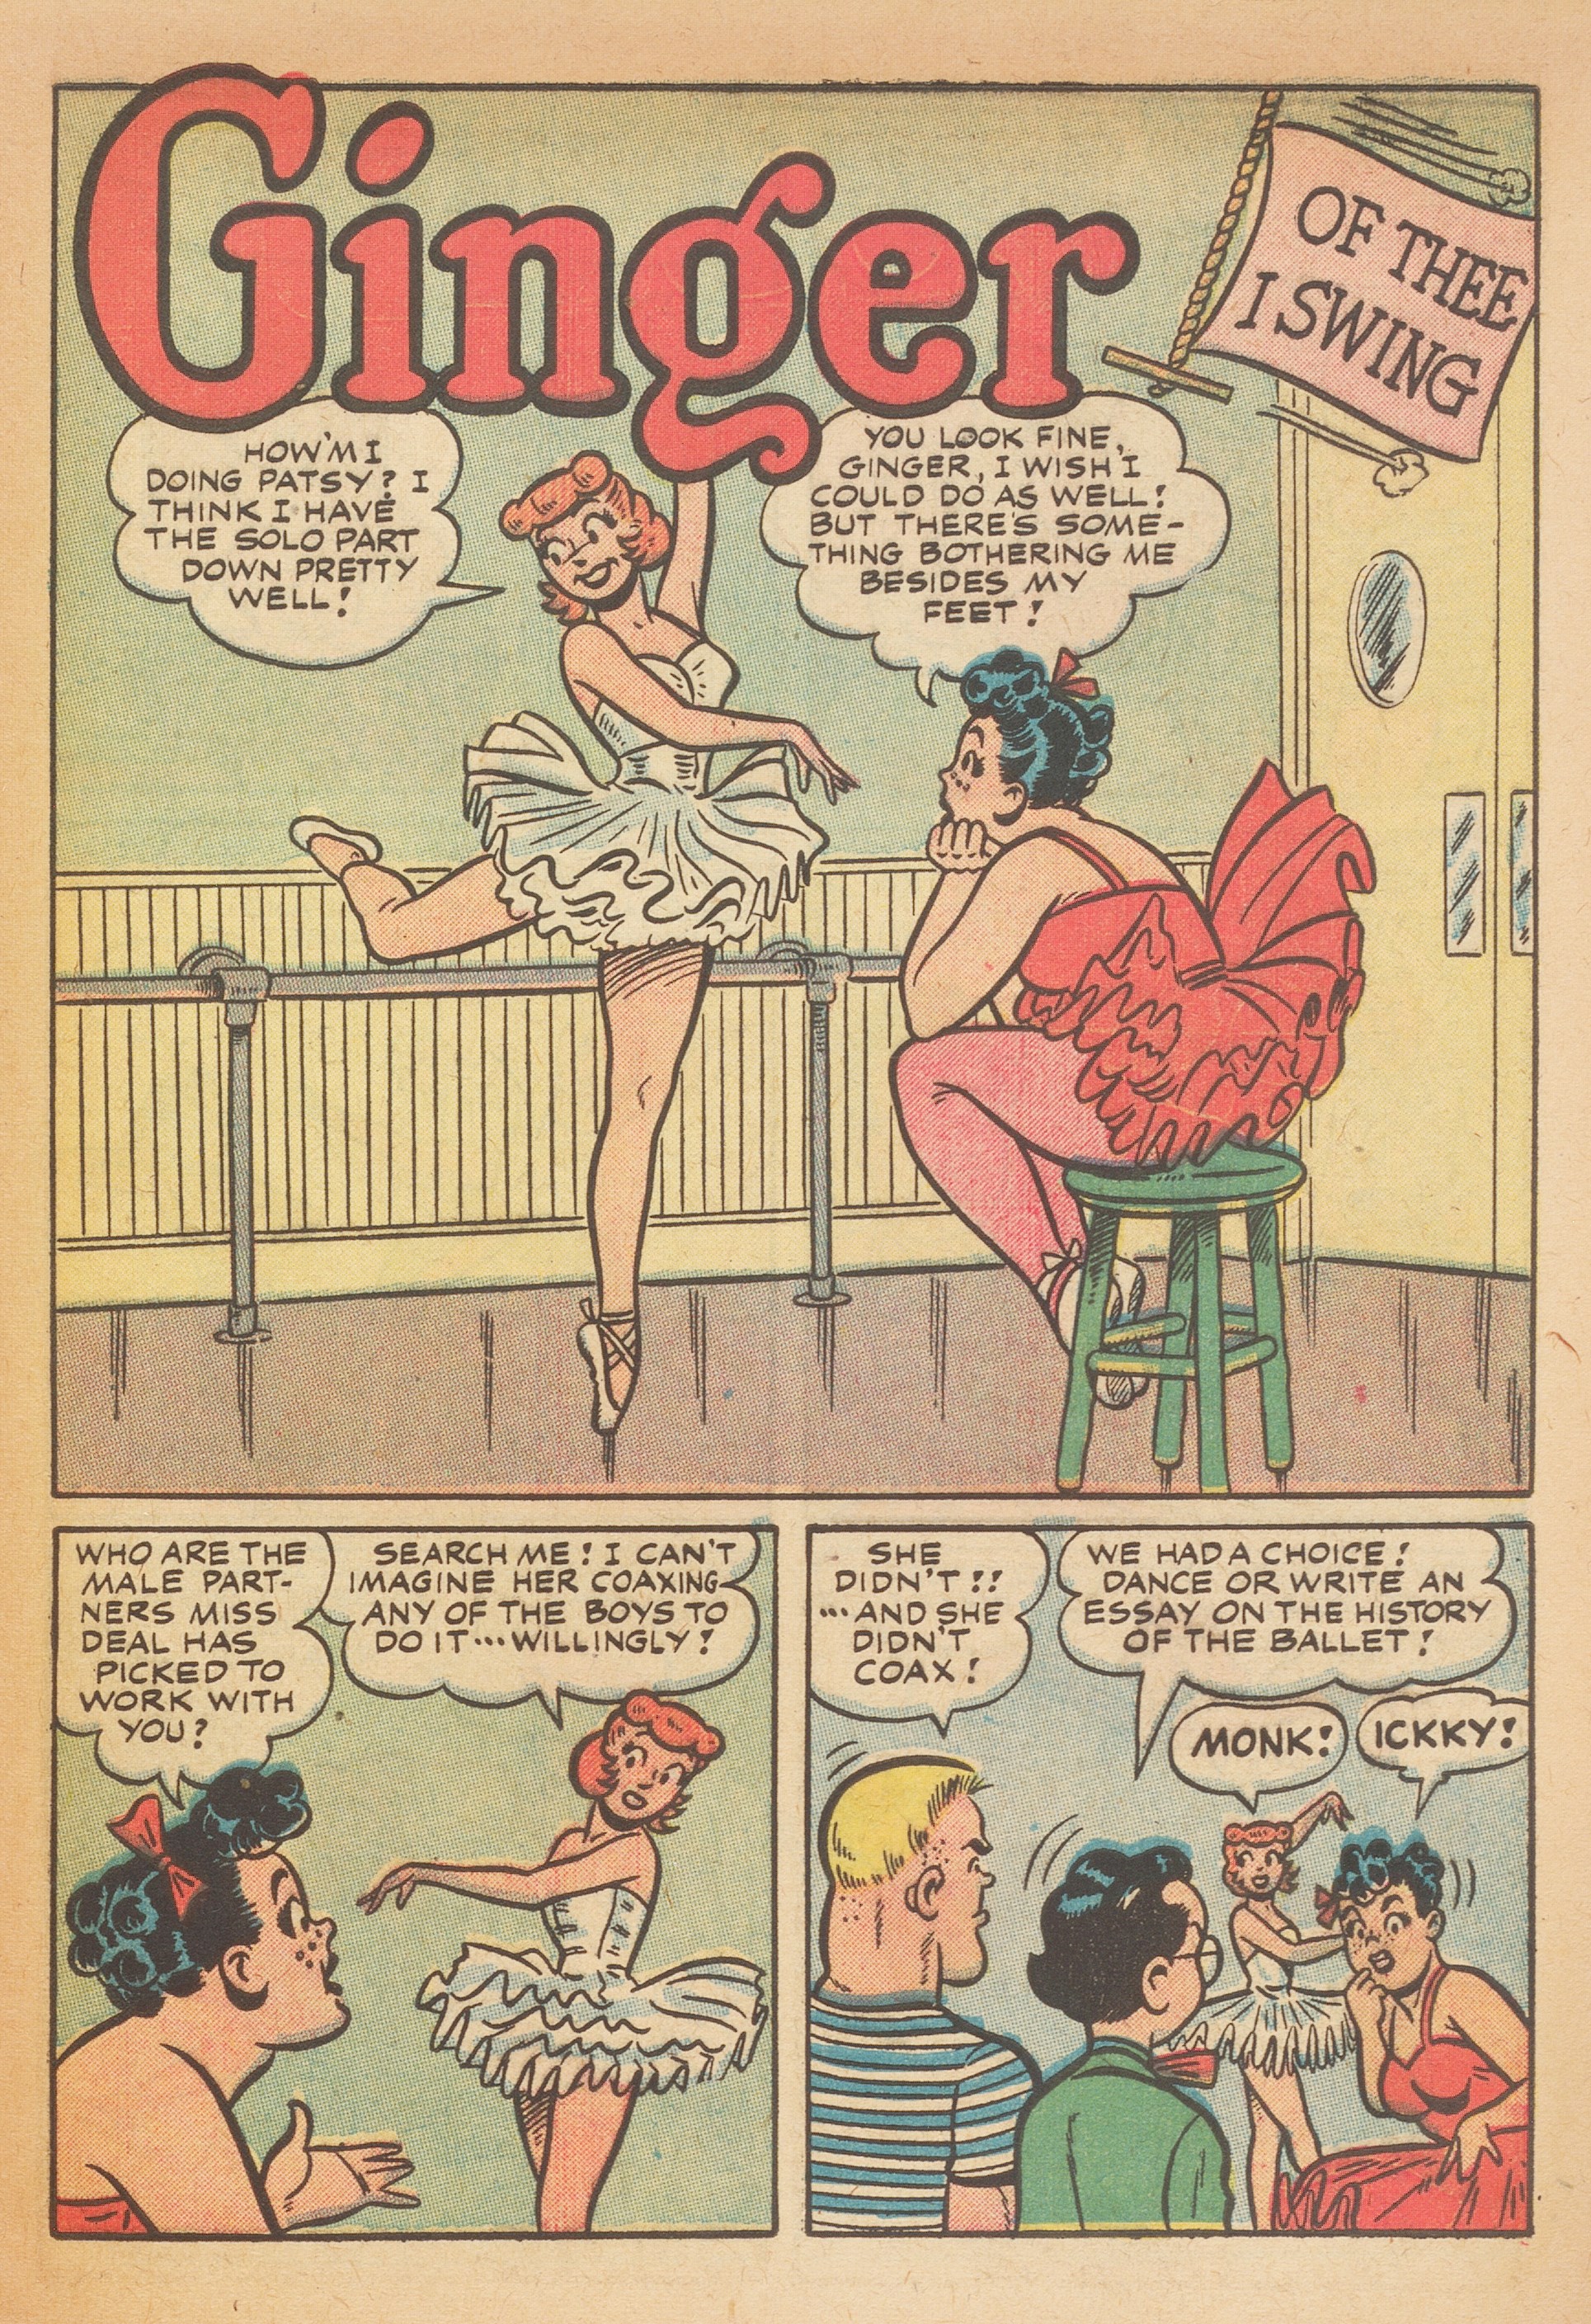 Ginger
OF THEE
I SWING
HOW'M I
DOING PATSY? I
THINK I HAVE
THE SOLO PART
DOWN PRETTY
WELL!
YOU LOOK FINE,
GINGER, I WISH I
COULD DO AS WELL!
BUT THERE'S SOME-
THING BOTHERING ME
BESIDES MY
FEET!
WHO ARE THE
MALE PART-
NERS MISS
DEAL HAS
PICKED TO
WORK WITH
YOU?
SEARCH ME! I CAN'T
IMAGINE HER COAXING
ANY OF THE BOYS TO
DO IT...WILLINGLY!
SHE
DIDN'T!!
...AND SHE
DIDN'T
COAX!
WE HAD A CHOICE!
DANCE OR WRITE AN
ESSAY ON THE HISTORY
OF THE BALLET!
MONK!
ICKKY!